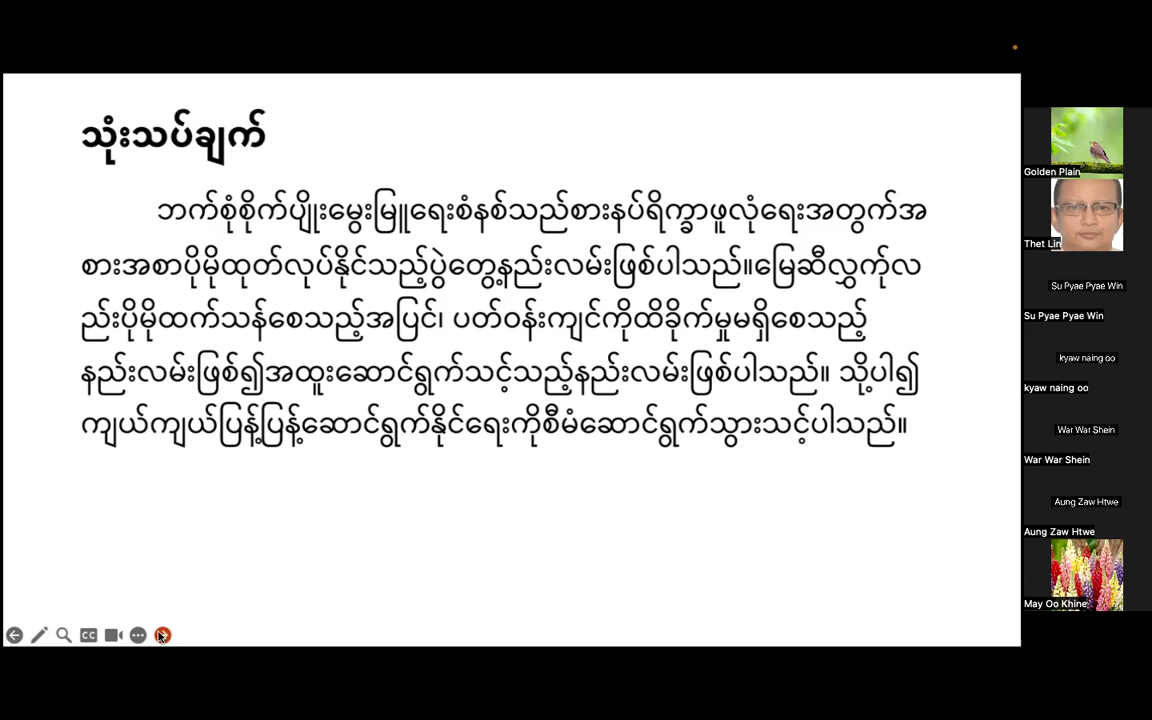 သုံးသပ်ချက်
ဘက်စုံစိုက်ပျိုးမွေးမြူရေးစံနစ်သည်စားနပ်ရိက္ခာဖူလုံရေးအတွက်အ
စားအစာပိုမိုထုတ်လုပ်နိုင်သည့်ပွဲတွေ့နည်းလမ်းဖြစ်ပါသည်။မြေဆီလွှက်ုလ
ည်းပိုမိုထက်သန်စေသည့်အပြင်၊ ပတ်ဝန်းကျင်ကိုထိခိုက်မှုမရှိစေသည့်
နည်းလမ်းဖြစ်၍အထူးဆောင်ရွက်သင့်သည့်နည်းလမ်းဖြစ်ပါသည်။ သို့ပါ၍
ကျယ်ကျယ်ပြန့်ပြန့်ဆောင်ရွက်နိုင်ရေးကိုစီမံဆောင်ရွက်သွားသင့်ပါသည်။
CC
Golden Plain
Thet Lin
Su Pyae Pyae Win
Su Pyae Pyae Win
kyaw naing oo
kyaw naing oo
War War Shein
War War Shein
Aung Zaw Htwe
Aung Zaw Htwe
May Oo Khine